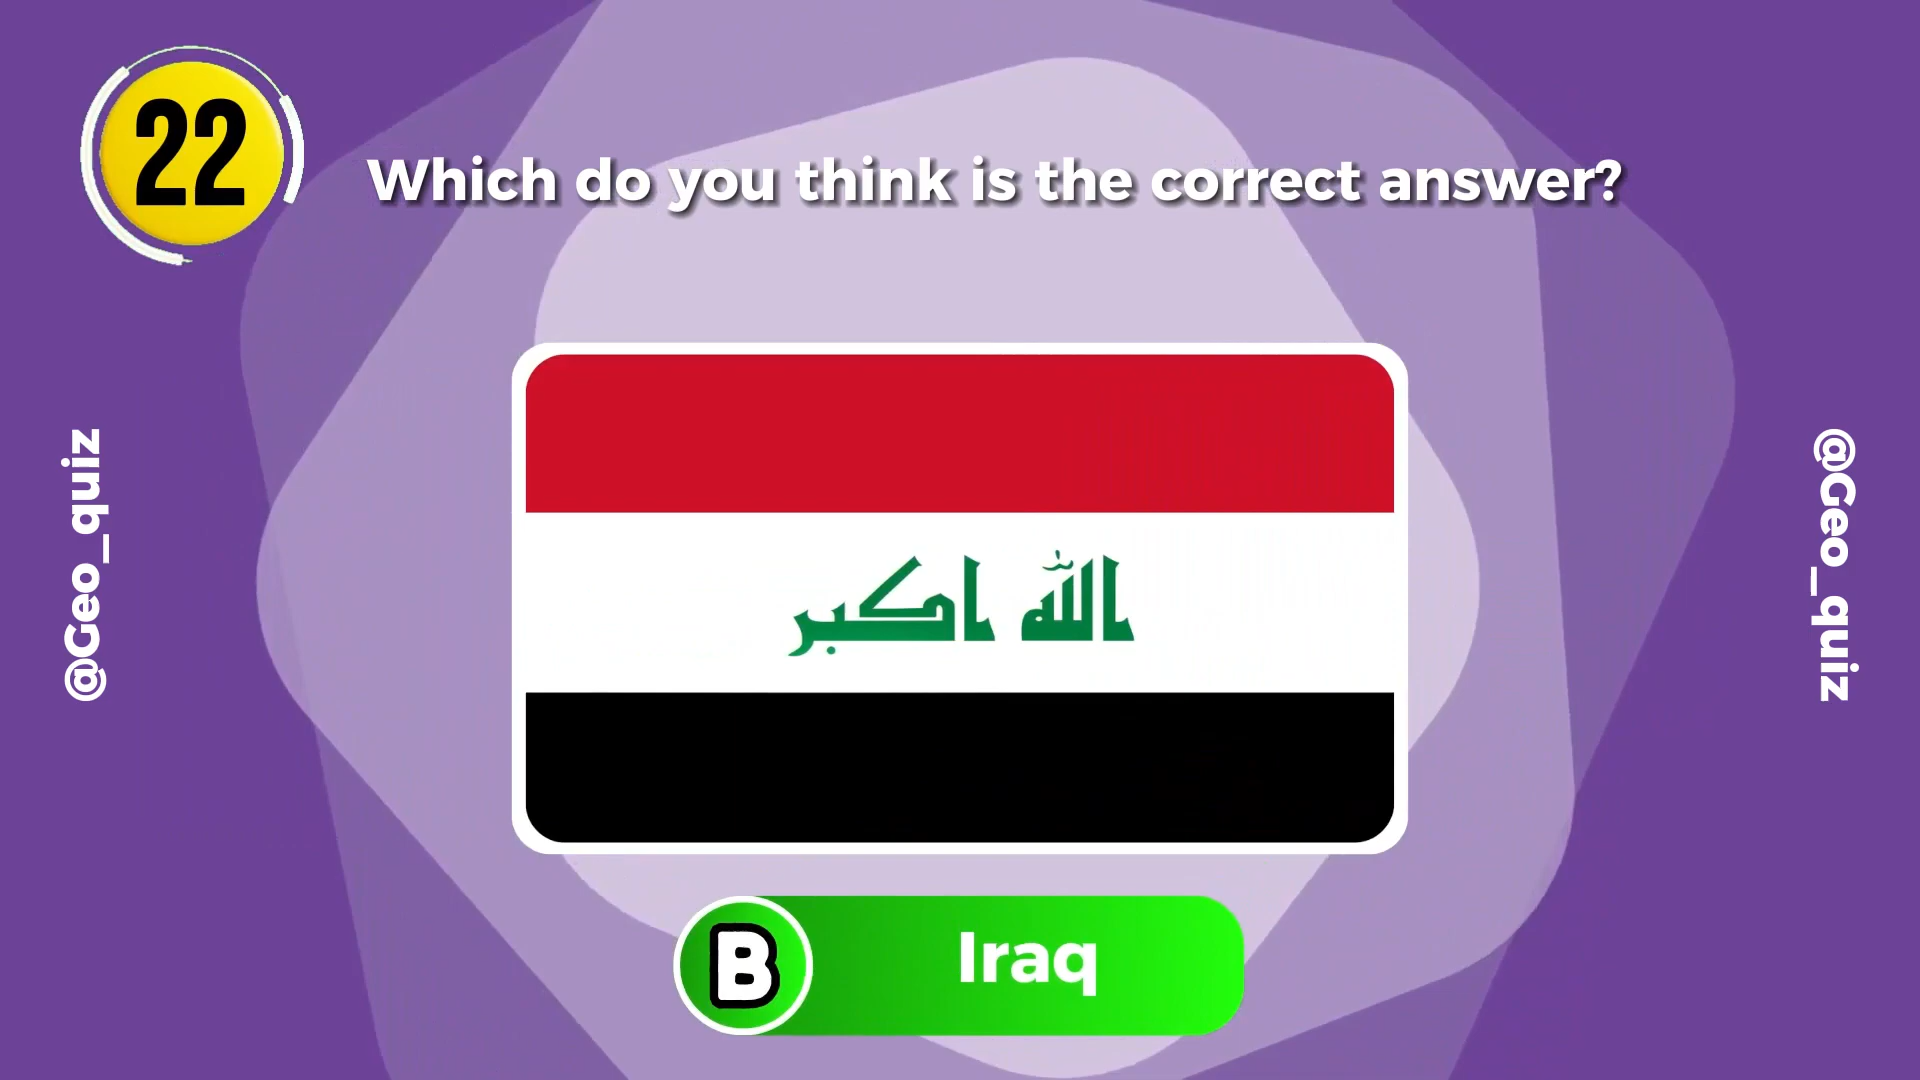 22
Which do you think is the correct answer?
@Geo_quiz
@Geo_quiz
الله اكبر
B
Iraq